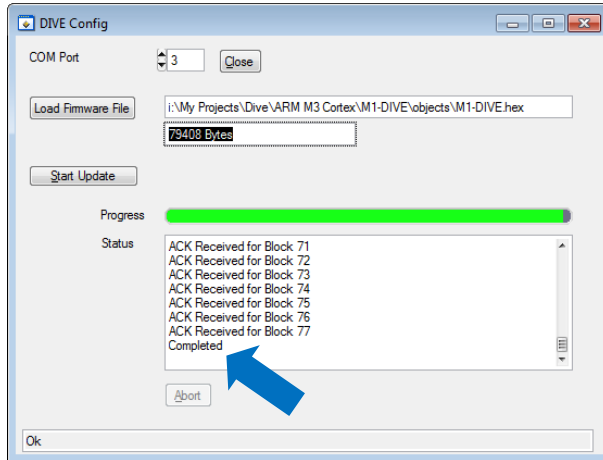 DIVE Config
COM Port 3 Close
Load Firmware File i:\My Projects\Dive\ARM M3 Cortex\M1-DIVE\objects\M1-DIVE.hex
79408 Bytes
Start Update
Progress
Status
ACK Received for Block 71
ACK Received for Block 72
ACK Received for Block 73
ACK Received for Block 74
ACK Received for Block 75
ACK Received for Block 76
ACK Received for Block 77
Completed
Abort
Ok